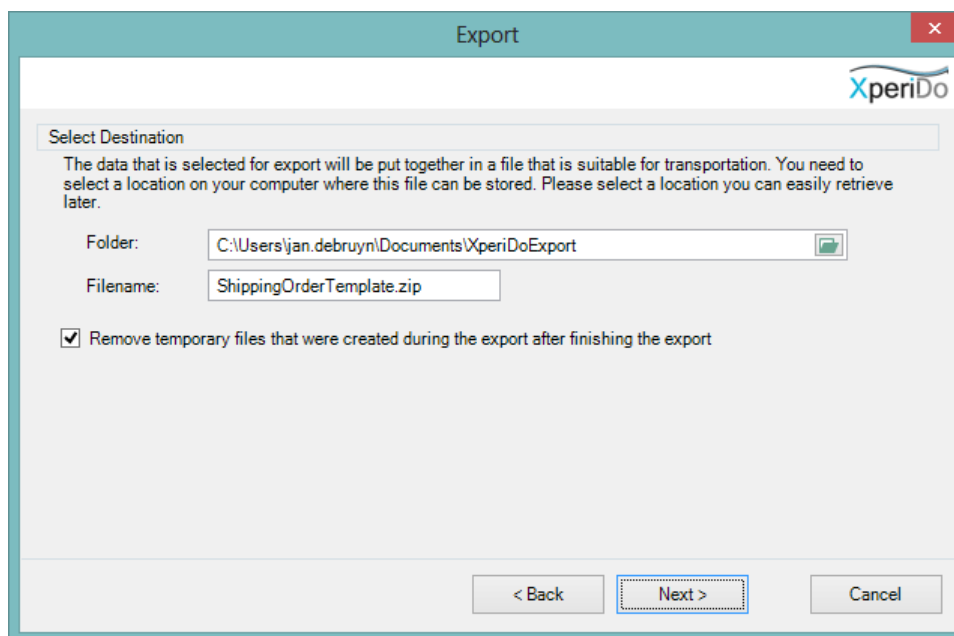 Export
XperiDo
Select Destination
The data that is selected for export will be put together in a file that is suitable for transportation. You need to
select a location on your computer where this file can be stored. Please select a location you can easily retrieve
later.
Folder: C:\Users\jan.debruyn\Documents\XperiDoExport
Filename: ShippingOrderTemplate.zip
Remove temporary files that were created during the export after finishing the export
< Back Next > Cancel